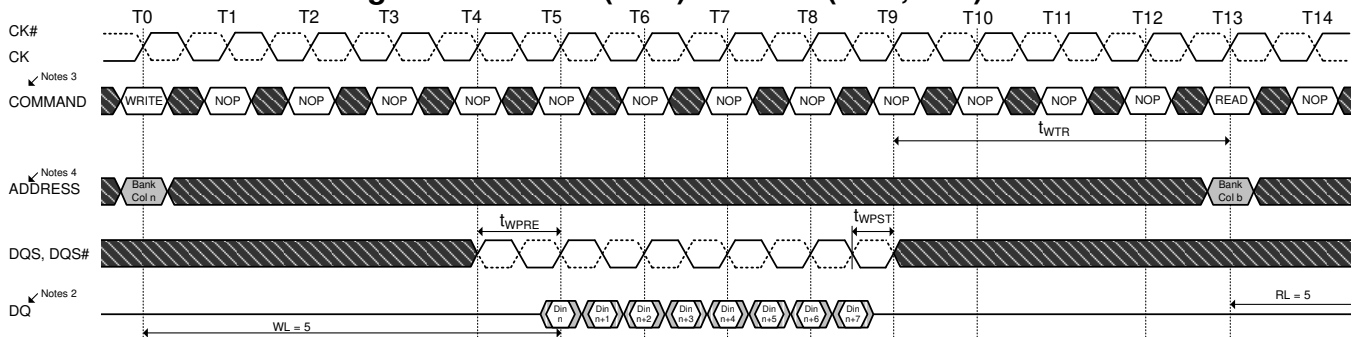 T0 T1 T2 T3 T4 T5 T6 T7 T8 T9 T10 T11 T12 T13 T14
CK#
CK
Notes 3
COMMAND WRITE NOP NOP NOP NOP NOP NOP NOP NOP NOP NOP NOP NOP READ NOP
tWTR
Notes 4
ADDRESS Bank Col n Bank Col b
tWPRE tWPST
DQS, DQS#
Notes 2
DQ Din n Din n+1 Din n+2 Din n+3 Din n+4 Din n+5 Din n+6 Din n+7
RL = 5
WL = 5